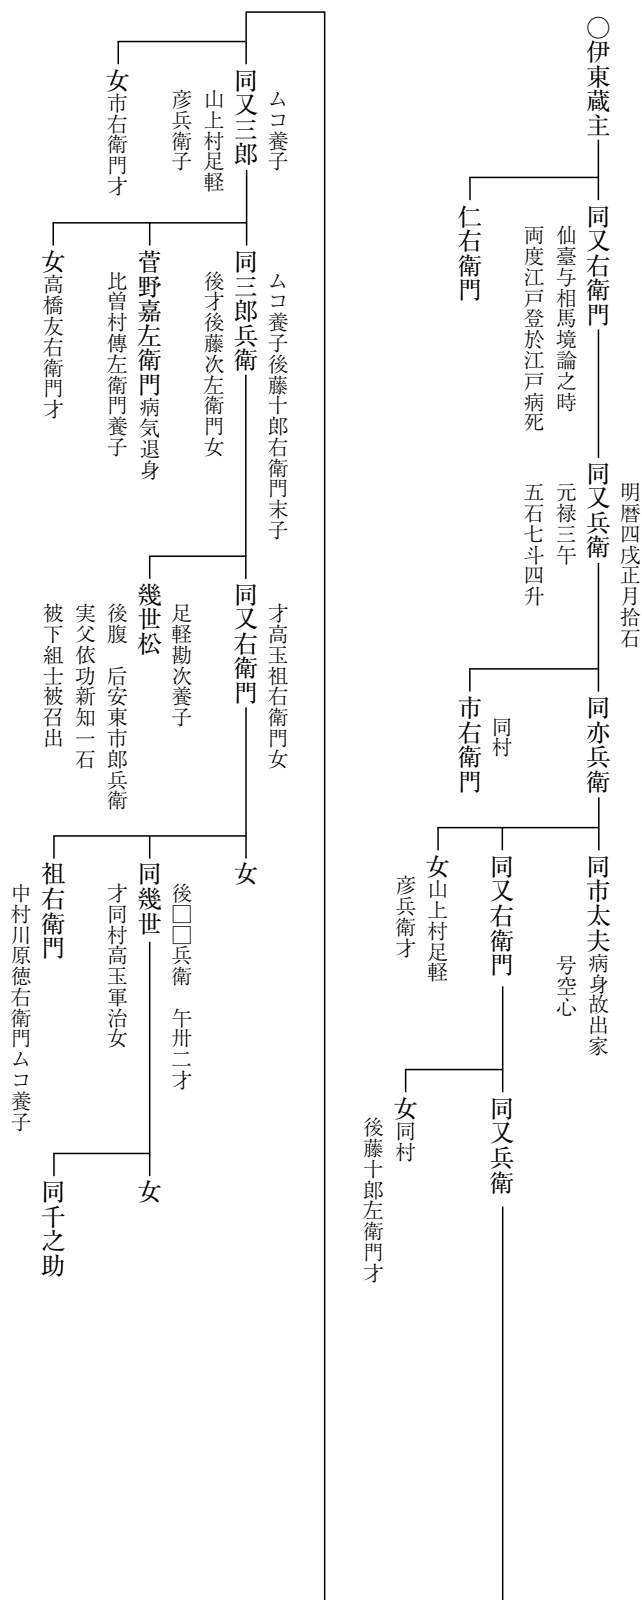 ○伊東蔵主
同又右衛門
仙臺与相馬境論之時
両度江戸登於江戸病死
仁右衛門
明暦四戌正月拾石
同又兵衛
元禄三午
五石七斗四升
同亦兵衛
同村
市右衛門
同市太夫病身故出家
号空心
同又右衛門
女山上村足軽
彦兵衛才
同又兵衛
女同村
後藤十郎左衛門才
ムコ養子
同又三郎
山上村足軽
彦兵衛子
女市右衛門才
ムコ養子後藤十郎右衛門末子
同三郎兵衛
後才後藤次左衛門女
菅野嘉左衛門病気退身
比曽村傳左衛門養子
女高橋友右衛門才
才高玉祖右衛門女
同又右衛門
足軽勘次養子
幾世松
後腹　后安東市郎兵衛
実父依功新知一石
被下組士被召出
女
後□□兵衛　午卅二才
同幾世
才同村高玉軍治女
祖右衛門
中村川原徳右衛門ムコ養子
女
同千之助